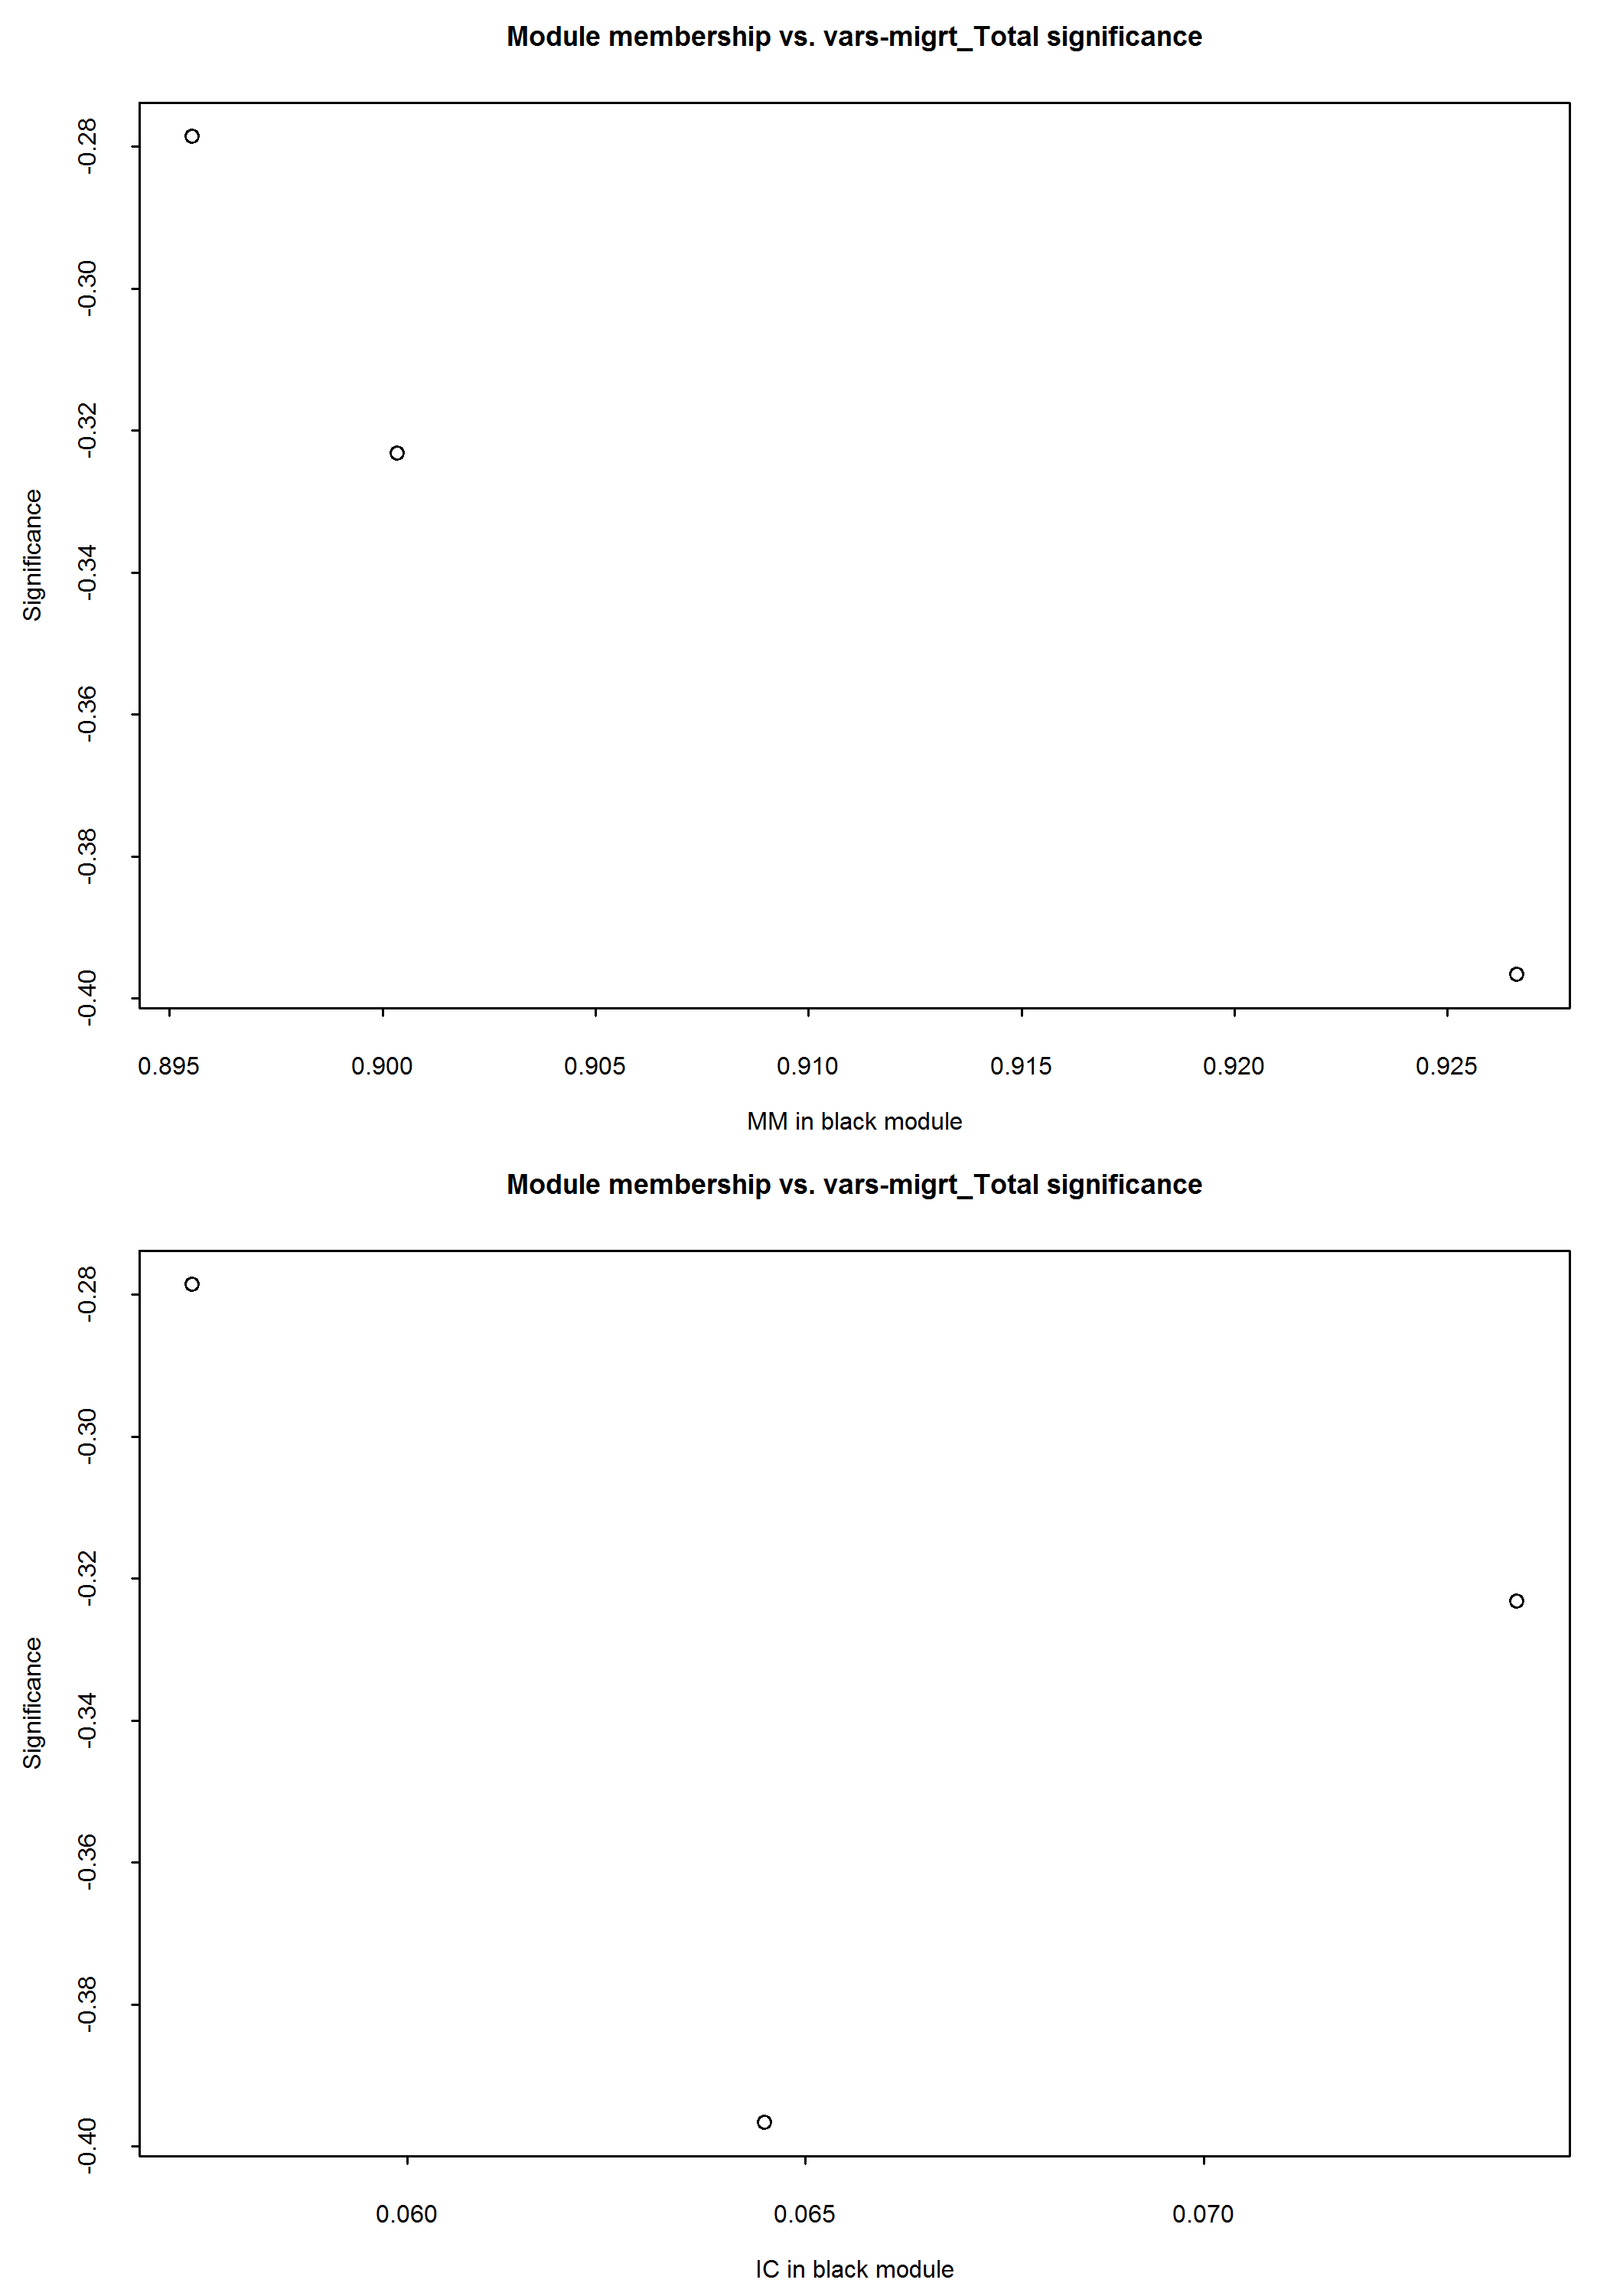 Module membership vs. vars-migrt_Total significance
-0.28
-0.30
-0.32
-0.34
-0.36
-0.38
-0.40
Significance
0.895 0.900 0.905 0.910 0.915 0.920 0.925
MM in black module
Module membership vs. vars-migrt_Total significance
-0.28
-0.30
-0.32
-0.34
-0.36
-0.38
-0.40
Significance
0.060 0.065 0.070
IC in black module